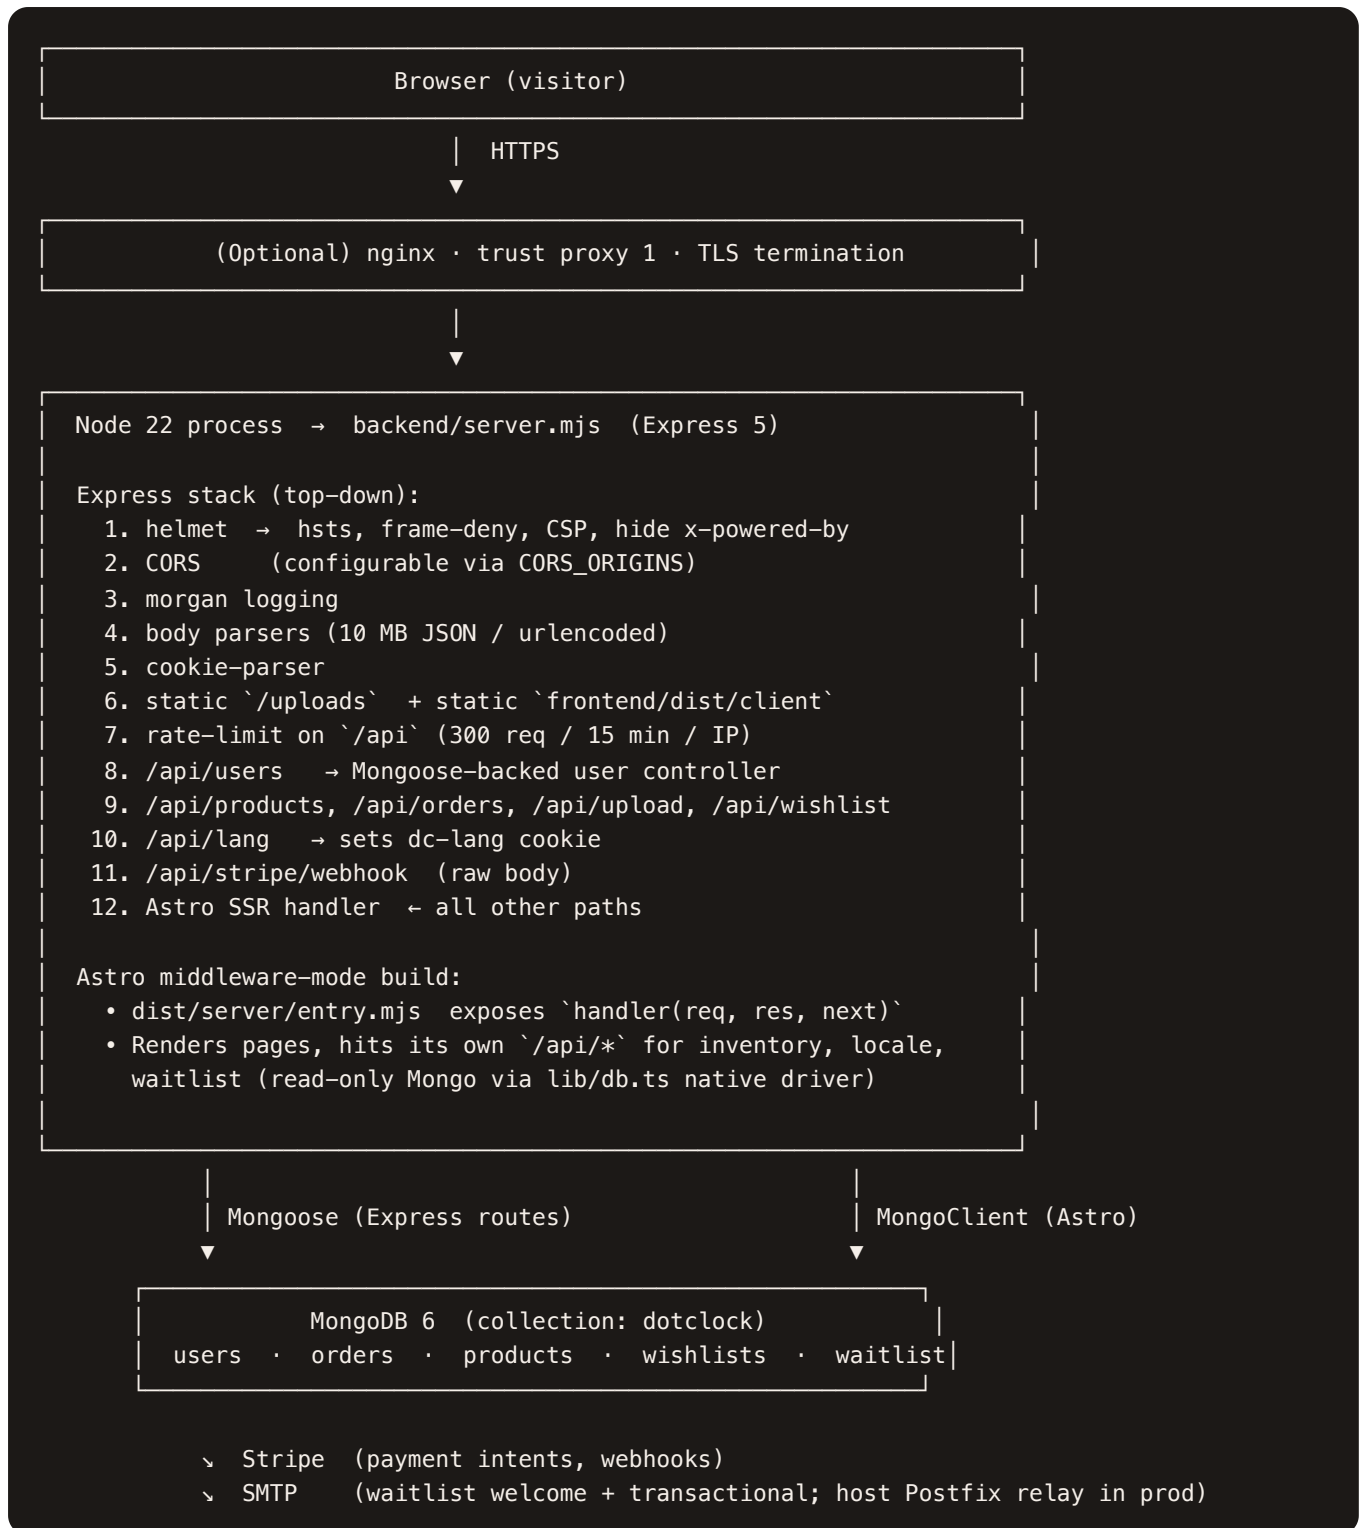 Browser (visitor)
HTTPS
(Optional) nginx · trust proxy 1 · TLS termination
Node 22 process → backend/server.mjs (Express 5)
Express stack (top-down):
1. helmet → hsts, frame-deny, CSP, hide x-powered-by
2. CORS (configurable via CORS_ORIGINS)
3. morgan logging
4. body parsers (10 MB JSON / urlencoded)
5. cookie-parser
6. static `/uploads` + static `frontend/dist/client`
7. rate-limit on `/api` (300 req / 15 min / IP)
8. /api/users → Mongoose-backed user controller
9. /api/products, /api/orders, /api/upload, /api/wishlist
10. /api/lang → sets dc-lang cookie
11. /api/stripe/webhook (raw body)
12. Astro SSR handler ← all other paths
Astro middleware-mode build:
• dist/server/entry.mjs exposes `handler(req, res, next)`
• Renders pages, hits its own `/api/*` for inventory, locale,
waitlist (read-only Mongo via lib/db.ts native driver)
Mongoose (Express routes) MongoClient (Astro)
MongoDB 6 (collection: dotclock)
users · orders · products · wishlists · waitlist
↘ Stripe (payment intents, webhooks)
↘ SMTP (waitlist welcome + transactional; host Postfix relay in prod)